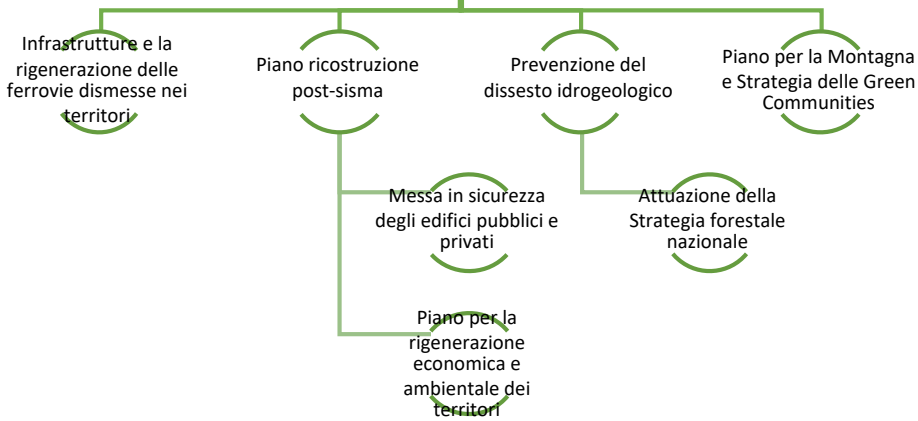 Infrastrutture e la
rigenerazione delle
ferrovie dismesse nei
territori
Piano ricostruzione
post-sisma
Prevenzione del
dissesto idrogeologico
Piano per la Montagna
e Strategia delle Green
Communities
Messa in sicurezza
degli edifici pubblici e
privati
Attuazione della
Strategia forestale
nazionale
Piano per la
rigenerazione
economica e
ambientale dei
territori